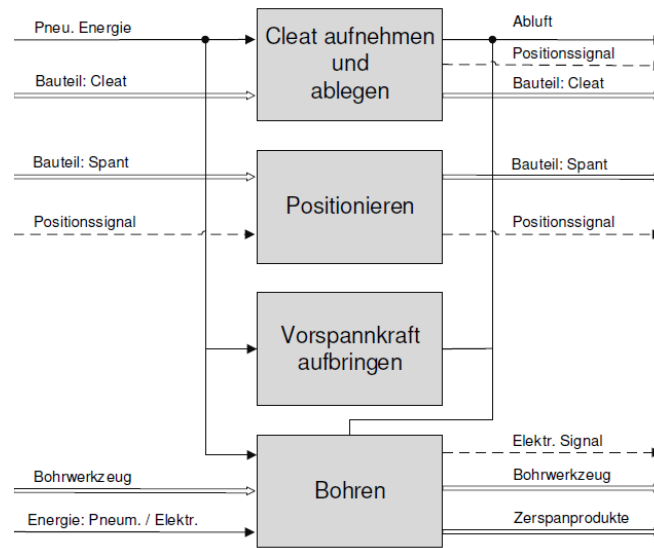 Pneu. Energie
Cleat aufnehmen
und
ablegen
Abluft
Positionssignal
Bauteil: Cleat
Bauteil: Cleat
Bauteil: Spant
Positionieren
Bauteil: Spant
Positionssignal
Positionssignal
Vorspannkraft
aufbringen
Elektr. Signal
Bohrwerkzeug
Bohren
Bohrwerkzeug
Energie: Pneum. / Elektr.
Zerspanprodukte